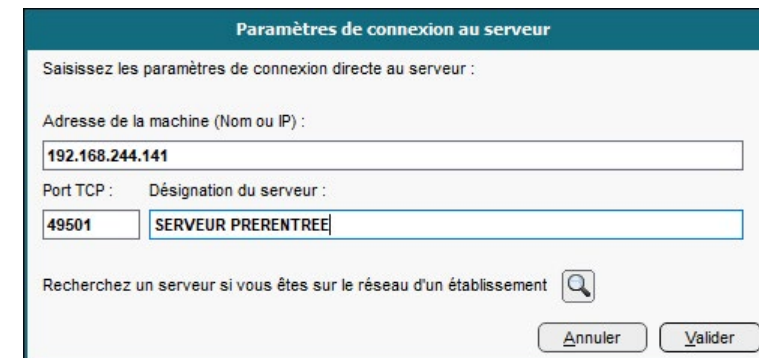 Paramètres de connexion au serveur
Saisissez les paramètres de connexion directe au serveur :
Adresse de la machine (Nom ou IP) :
192.168.244.141
Port TCP : Désignation du serveur :
49501 SERVEUR PRERENTREE
Recherchez un serveur si vous êtes sur le réseau d'un établissement
Annuler Valider